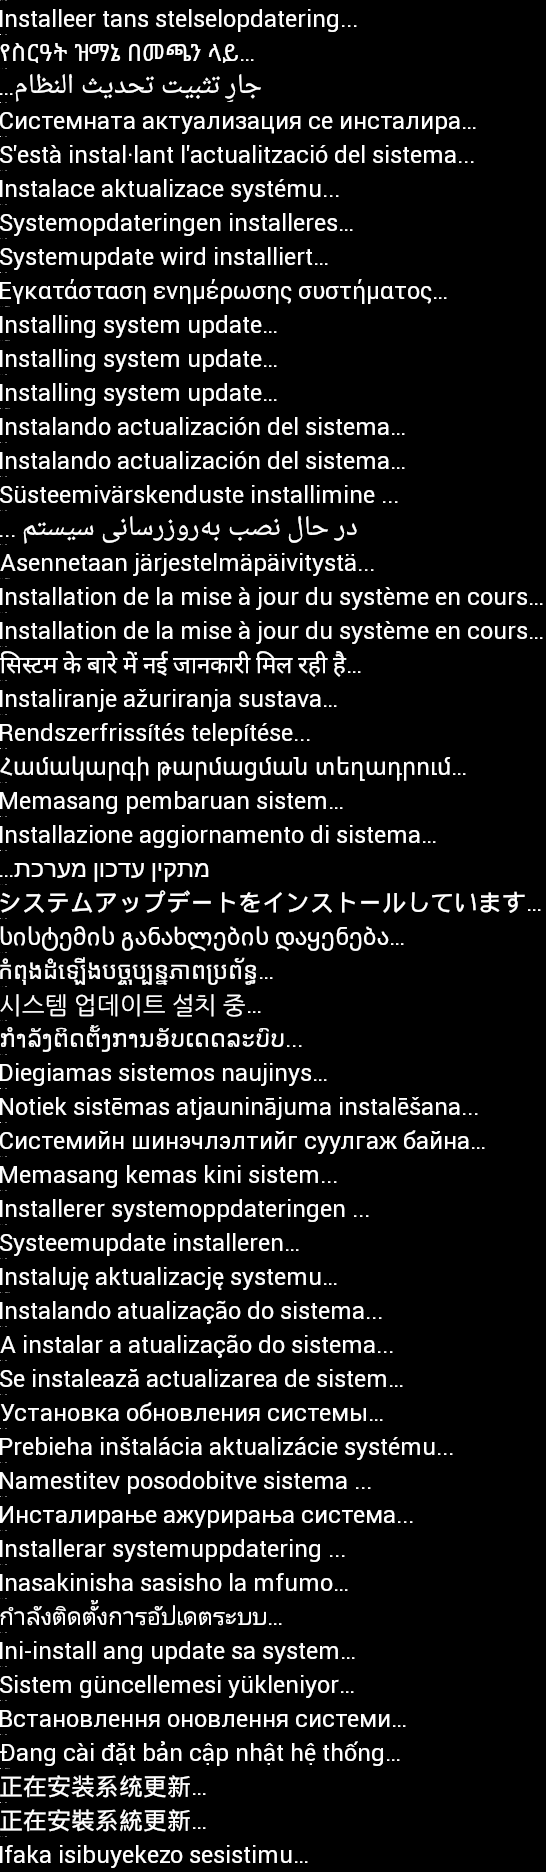 Installeer tans stelselopdatering...
የስርዓት ዝማኔ በመጫን ላይ...
جارٍ تثبيت تحديث النظام...
Системната актуализация се инсталира...
S'està instal·lant l'actualització del sistema...
Instalace aktualizace systému...
Systemopdateringen installeres...
Systemupdate wird installiert...
Εγκατάσταση ενημέρωσης συστήματος...
Installing system update...
Installing system update...
Installing system update...
Instalando actualización del sistema...
Instalando actualización del sistema...
Süsteemivärskenduste installimine ...
در حال نصب به‌روزرسانی سیستم ...
Asennetaan järjestelmäpäivitystä...
Installation de la mise à jour du système en cours...
Installation de la mise à jour du système en cours...
सिस्टम के बारे में नई जानकारी मिल रही है...
Instaliranje ažuriranja sustava...
Rendszerfrissítés telepítése...
Համակարգի թարմացման տեղադրում...
Memasang pembaruan sistem...
Installazione aggiornamento di sistema...
מתקין עדכון מערכת...
システムアップデートをインストールしています...
სისტემის განახლების დაყენება...
កំពុងដំឡើងបច្ចុប្បន្នភាពប្រព័ន្ធ...
시스템 업데이트 설치 중...
ກຳລັງຕິດຕັ້ງການອັບເດດລະບົບ...
Diegiamas sistemos naujinys...
Notiek sistēmas atjauninājuma instalēšana...
Системийн шинэчлэлтийг суулгаж байна...
Memasang kemas kini sistem...
Installerer systemoppdateringen ...
Systeemupdate installeren...
Instaluję aktualizację systemu...
Instalando atualização do sistema...
A instalar a atualização do sistema...
Se instalează actualizarea de sistem...
Установка обновления системы...
Prebieha inštalácia aktualizácie systému...
Namestitev posodobitve sistema ...
Инсталирање ажурирања система...
Installerar systemuppdatering ...
Inasakinisha sasisho la mfumo...
กำลังติดตั้งการอัปเดตระบบ...
Ini-install ang update sa system...
Sistem güncellemesi yükleniyor...
Встановлення оновлення системи...
Đang cài đặt bản cập nhật hệ thống...
正在安装系统更新...
正在安裝系統更新...
Ifaka isibuyekezo sesistimu...